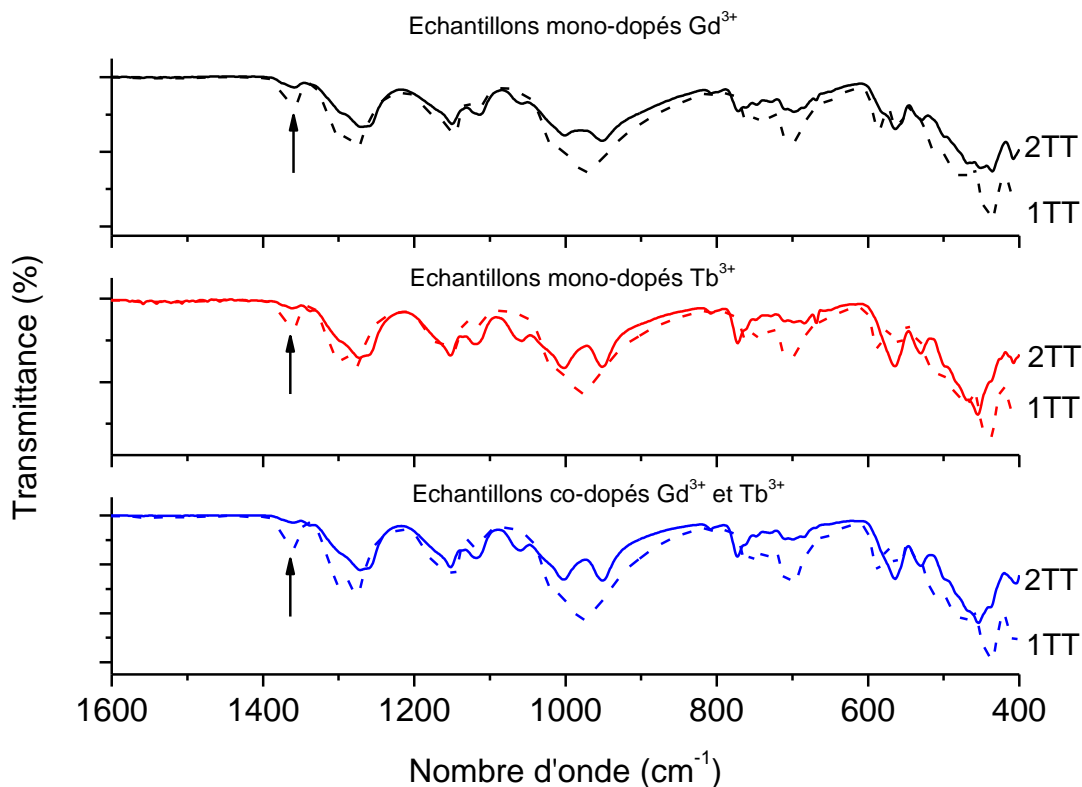 Echantillons mono-dopés Gd³⁺
2TT
1TT
Echantillons mono-dopés Tb³⁺
2TT
1TT
Echantillons co-dopés Gd³⁺ et Tb³⁺
2TT
1TT
Transmittance (%)
1600 1400 1200 1000 800 600 400
Nombre d'onde (cm⁻¹)